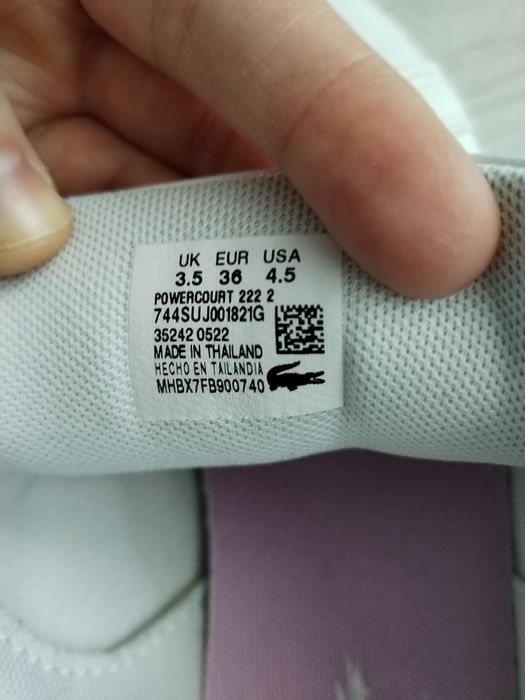 UK EUR USA
3.5 36 4.5
POWERCOURT 222 2
744SUJ001821G
35242 0522
MADE IN THAILAND
HECHO EN TAILANDIA
MHBX7FB900740